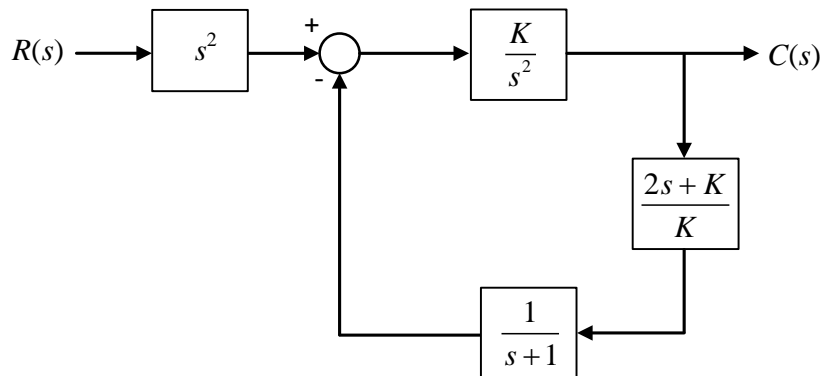 R(s)
s²
+
-
K
s²
C(s)
2s + K
K
1
s+1